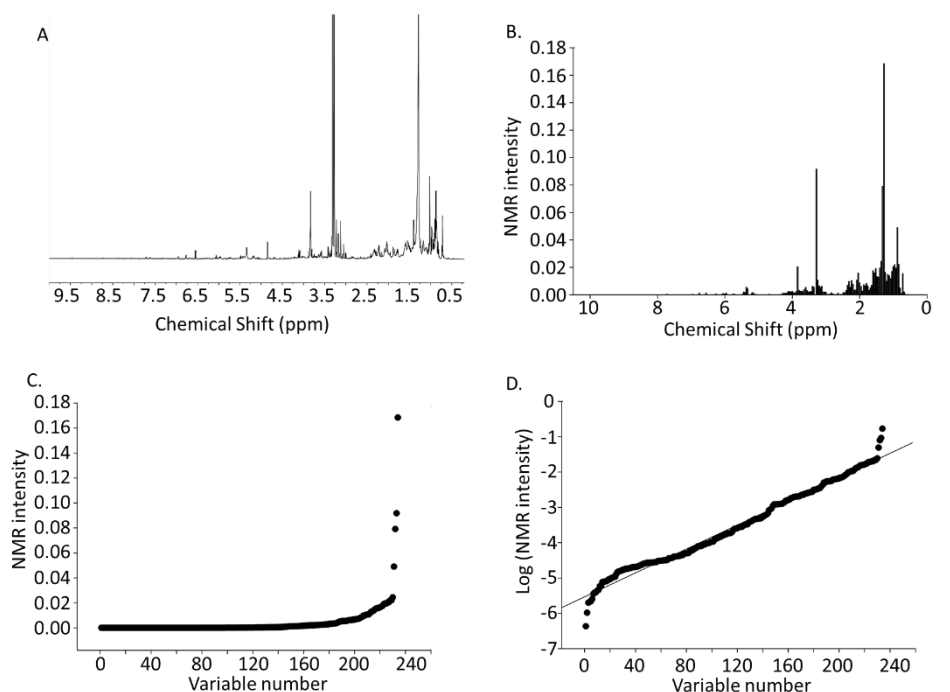 A
9.5 8.5 7.5 6.5 5.5 4.5 3.5 2.5 1.5 0.5
Chemical Shift (ppm)
B.
NMR intensity
0.18
0.16
0.14
0.12
0.10
0.08
0.06
0.04
0.02
0.00
10 8 6 4 2 0
Chemical Shift (ppm)
C.
NMR intensity
0.18
0.16
0.14
0.12
0.10
0.08
0.06
0.04
0.02
0.00
0 40 80 120 160 200 240
Variable number
D.
Log (NMR intensity)
0
-1
-2
-3
-4
-5
-6
-7
0 40 80 120 160 200 240
Variable number